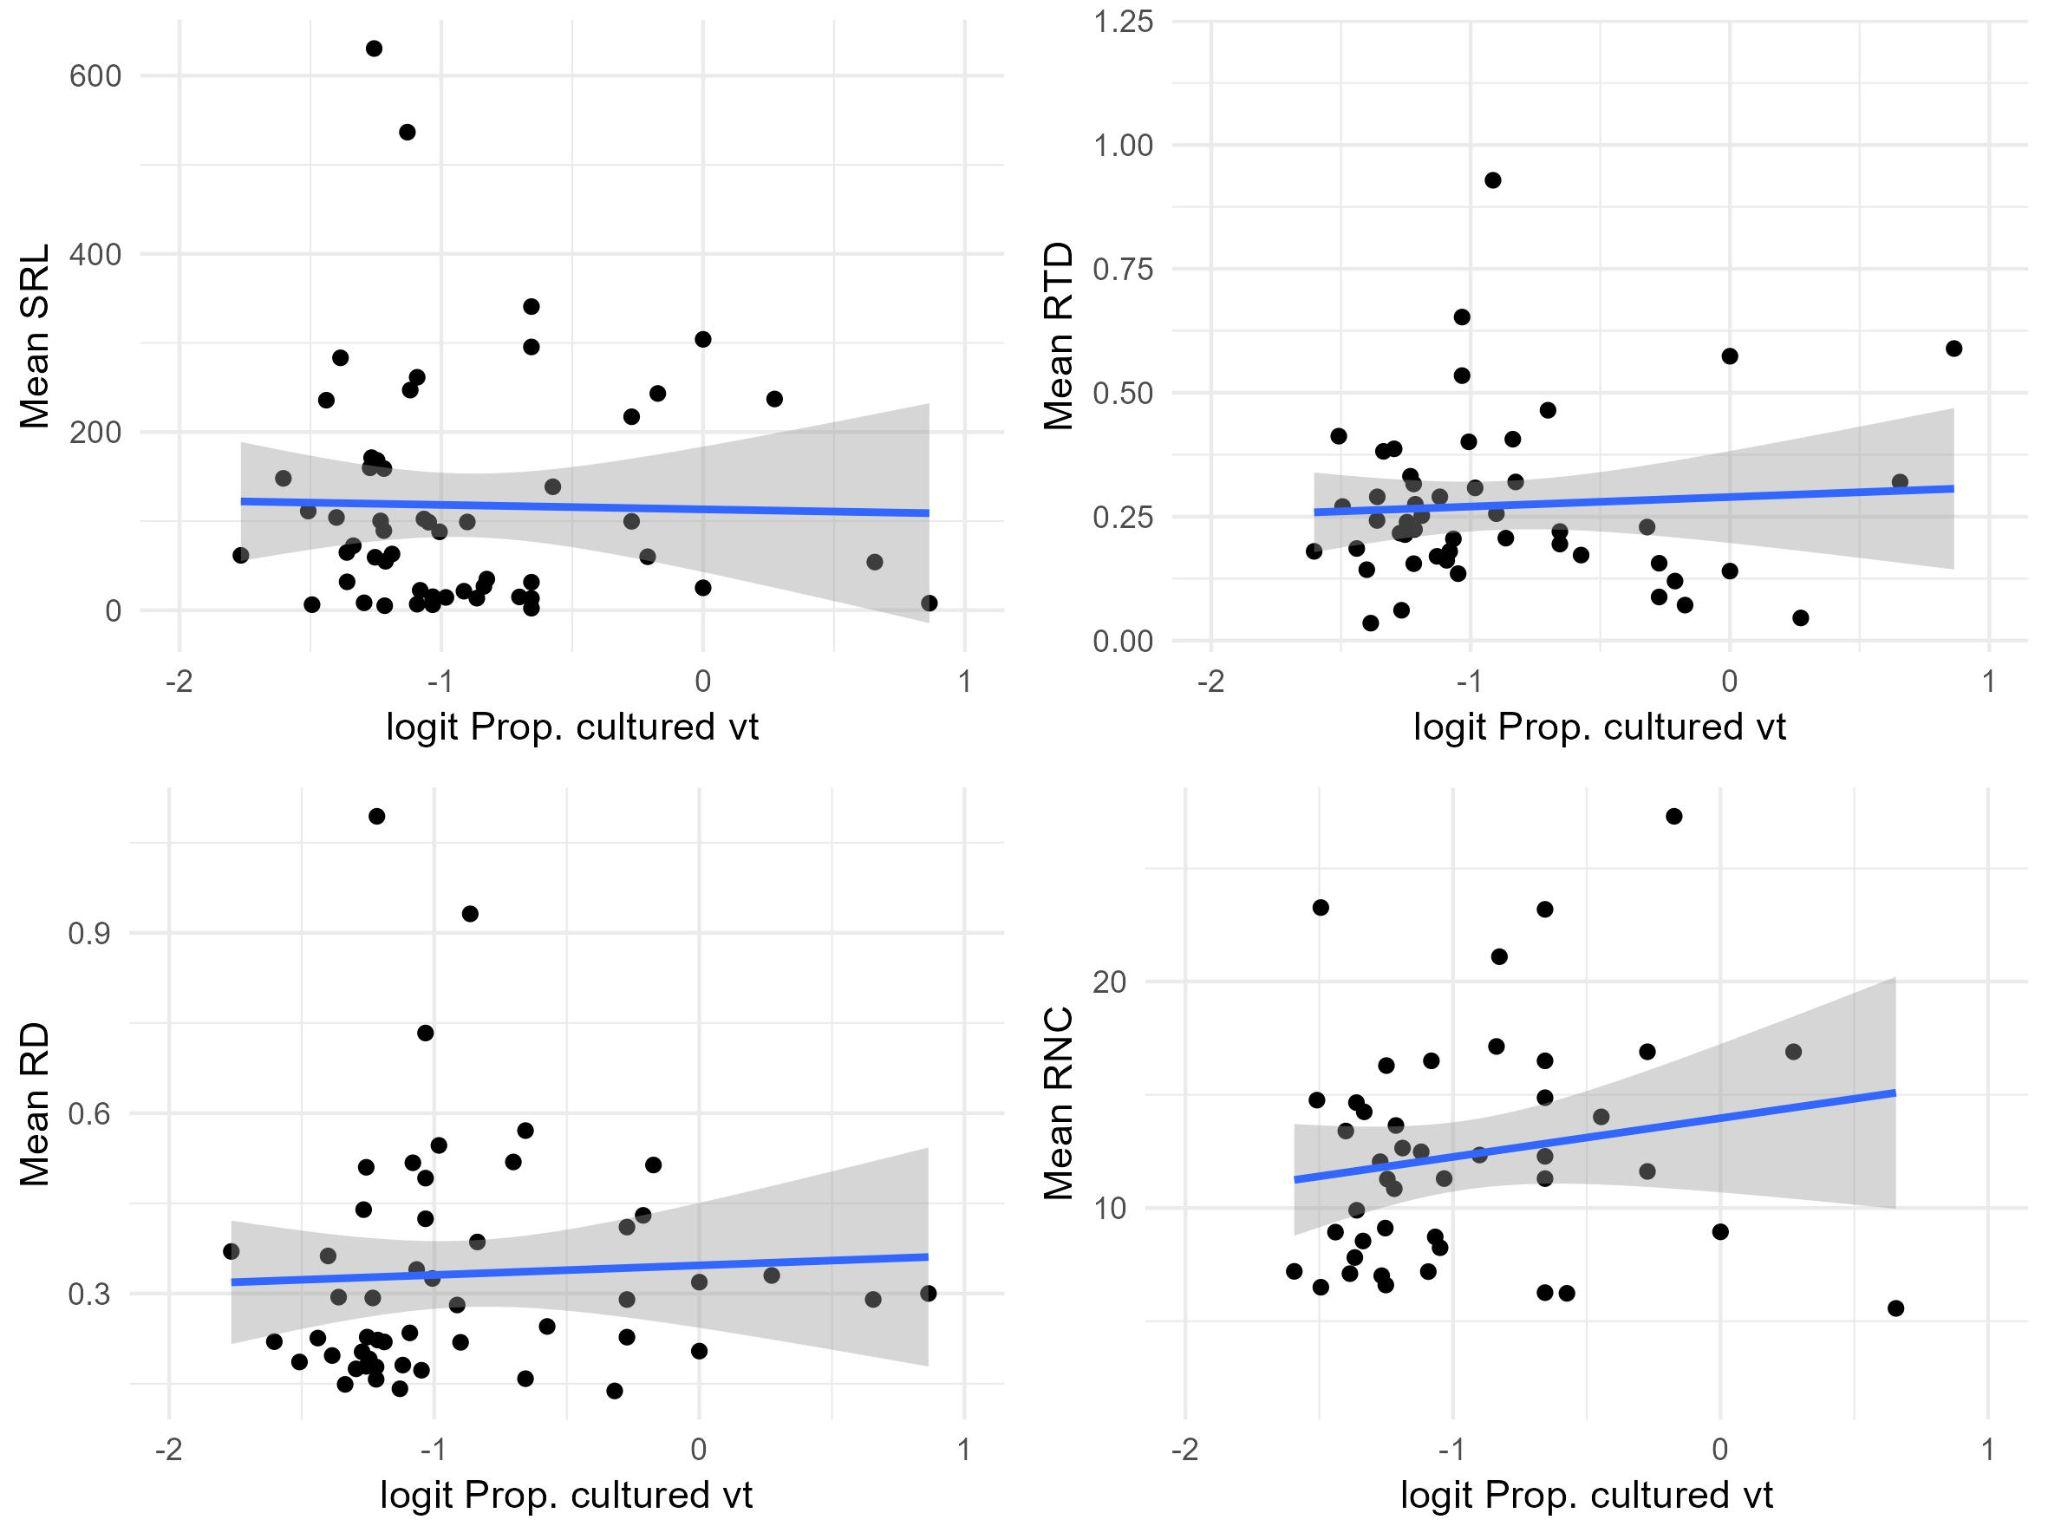 Mean SRL
600
400
200
0
-2 -1 0 1
logit Prop. cultured vt
Mean RTD
1.25
1.00
0.75
0.50
0.25
0.00
-2 -1 0 1
logit Prop. cultured vt
Mean RD
0.9
0.6
0.3
-2 -1 0 1
logit Prop. cultured vt
Mean RNC
20
10
-2 -1 0 1
logit Prop. cultured vt